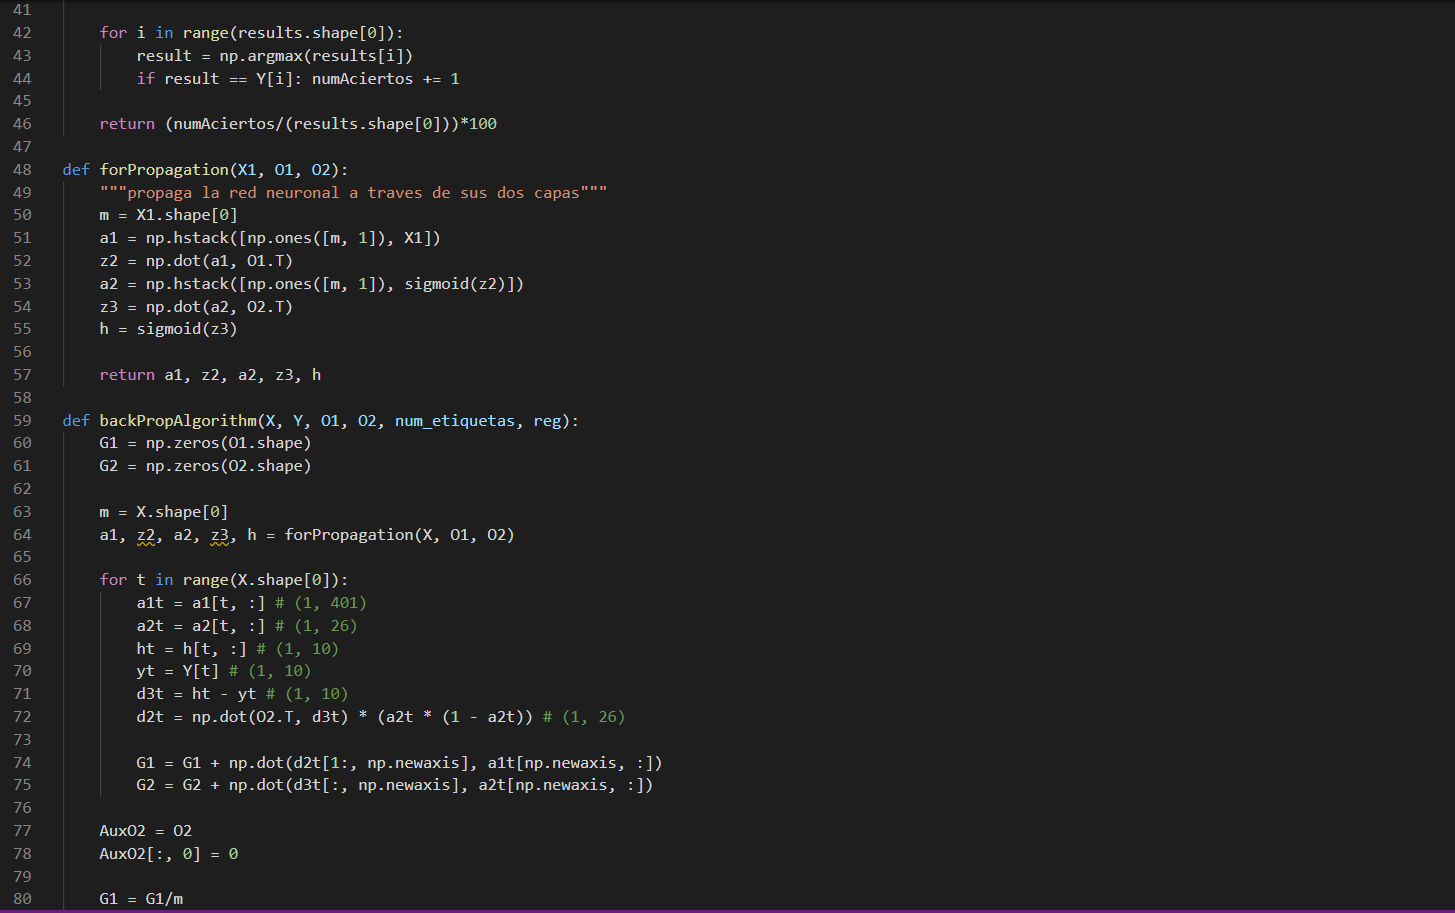 41
42 for i in range(results.shape[0]):
43 result = np.argmax(results[i])
44 if result == Y[i]: numAciertos += 1
45
46 return (numAciertos/(results.shape[0]))*100
47
48 def forPropagation(X1, O1, O2):
49 """propaga la red neuronal a traves de sus dos capas"""
50 m = X1.shape[0]
51 a1 = np.hstack([np.ones([m, 1]), X1])
52 z2 = np.dot(a1, O1.T)
53 a2 = np.hstack([np.ones([m, 1]), sigmoid(z2)])
54 z3 = np.dot(a2, O2.T)
55 h = sigmoid(z3)
56
57 return a1, z2, a2, z3, h
58
59 def backPropAlgorithm(X, Y, O1, O2, num_etiquetas, reg):
60 G1 = np.zeros(O1.shape)
61 G2 = np.zeros(O2.shape)
62
63 m = X.shape[0]
64 a1, z2, a2, z3, h = forPropagation(X, O1, O2)
65
66 for t in range(X.shape[0]):
67 a1t = a1[t, :] # (1, 401)
68 a2t = a2[t, :] # (1, 26)
69 ht = h[t, :] # (1, 10)
70 yt = Y[t] # (1, 10)
71 d3t = ht - yt # (1, 10)
72 d2t = np.dot(O2.T, d3t) * (a2t * (1 - a2t)) # (1, 26)
73
74 G1 = G1 + np.dot(d2t[1:, np.newaxis], a1t[np.newaxis, :])
75 G2 = G2 + np.dot(d3t[:, np.newaxis], a2t[np.newaxis, :])
76
77 AuxO2 = O2
78 AuxO2[:, 0] = 0
79
80 G1 = G1/m